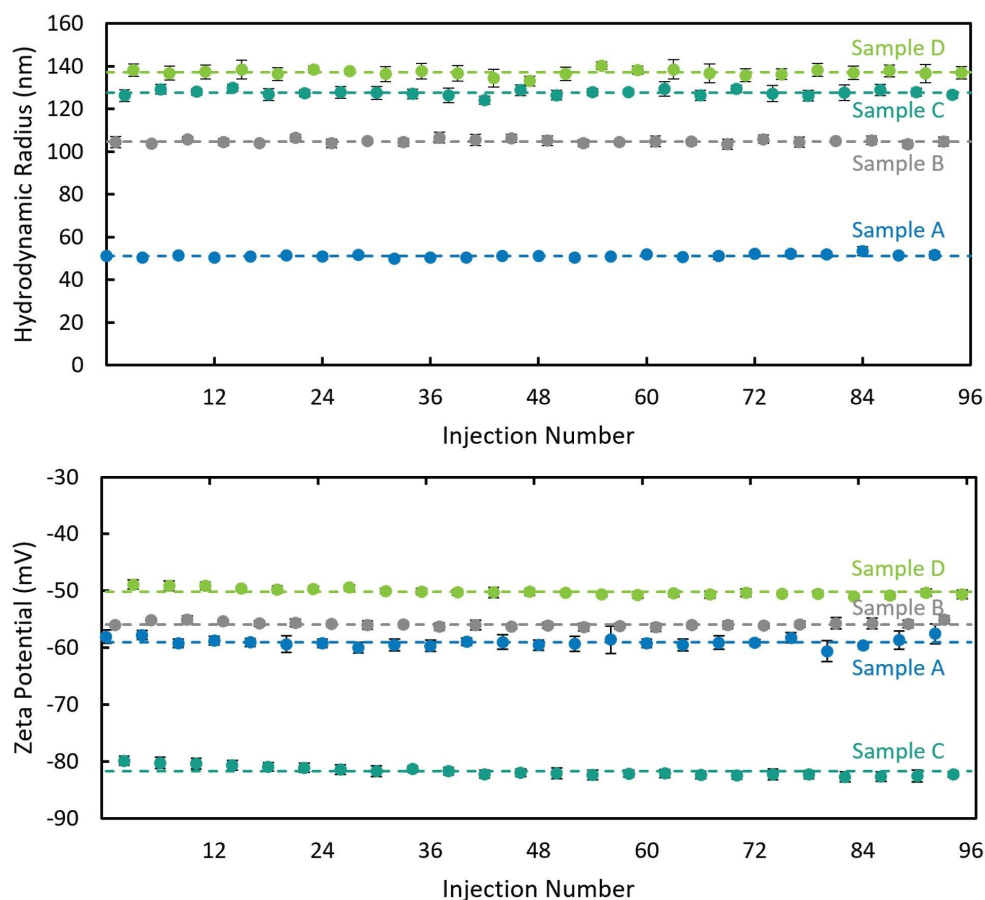 160
140
120
100
80
60
40
20
0
Hydrodynamic Radius (nm)
Sample D
Sample C
Sample B
Sample A
12 24 36 48 60 72 84 96
Injection Number
-30
-40
-50
-60
-70
-80
-90
Zeta Potential (mV)
Sample D
Sample B
Sample A
Sample C
12 24 36 48 60 72 84 96
Injection Number